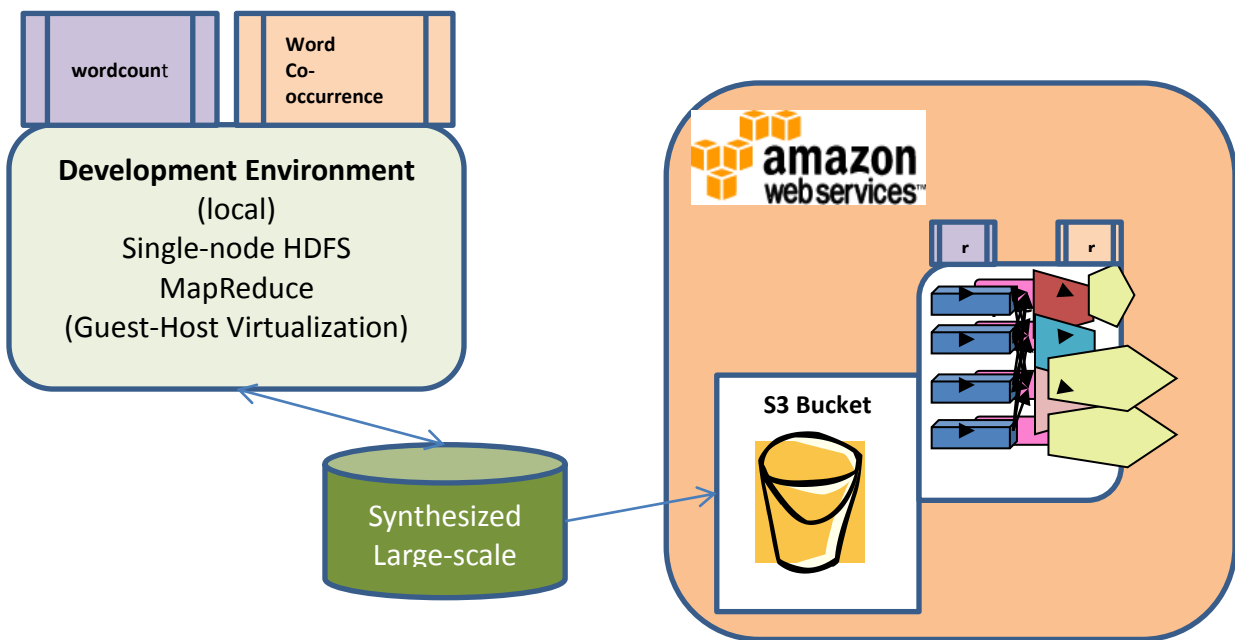 wordcount
Word
Co-
occurrence
Development Environment
(local)
Single-node HDFS
MapReduce
(Guest-Host Virtualization)
amazon
webservices™
r
r
S3 Bucket
Synthesized
Large-scale